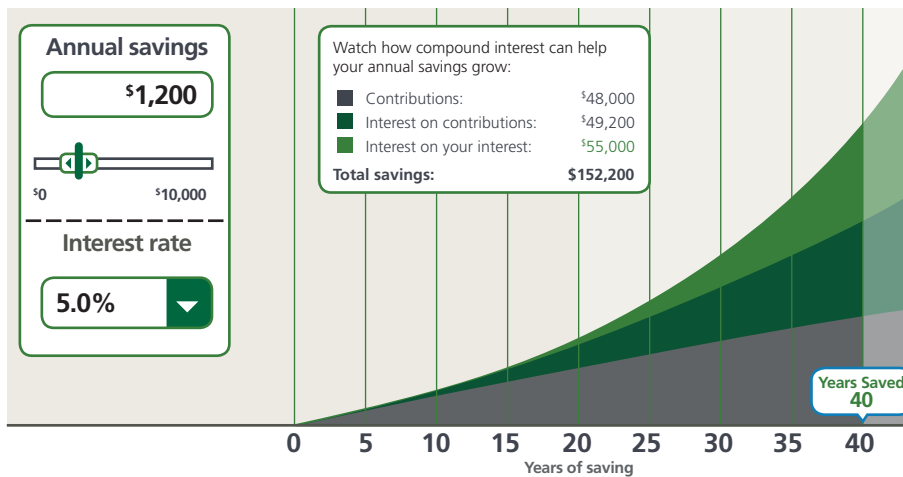 Annual savings
$1,200
$0 $10,000
Interest rate
5.0%
Watch how compound interest can help
your annual savings grow:
Contributions: $48,000
Interest on contributions: $49,200
Interest on your interest: $55,000
Total savings: $152,200
Years Saved
40
0 5 10 15 20 25 30 35 40
Years of saving